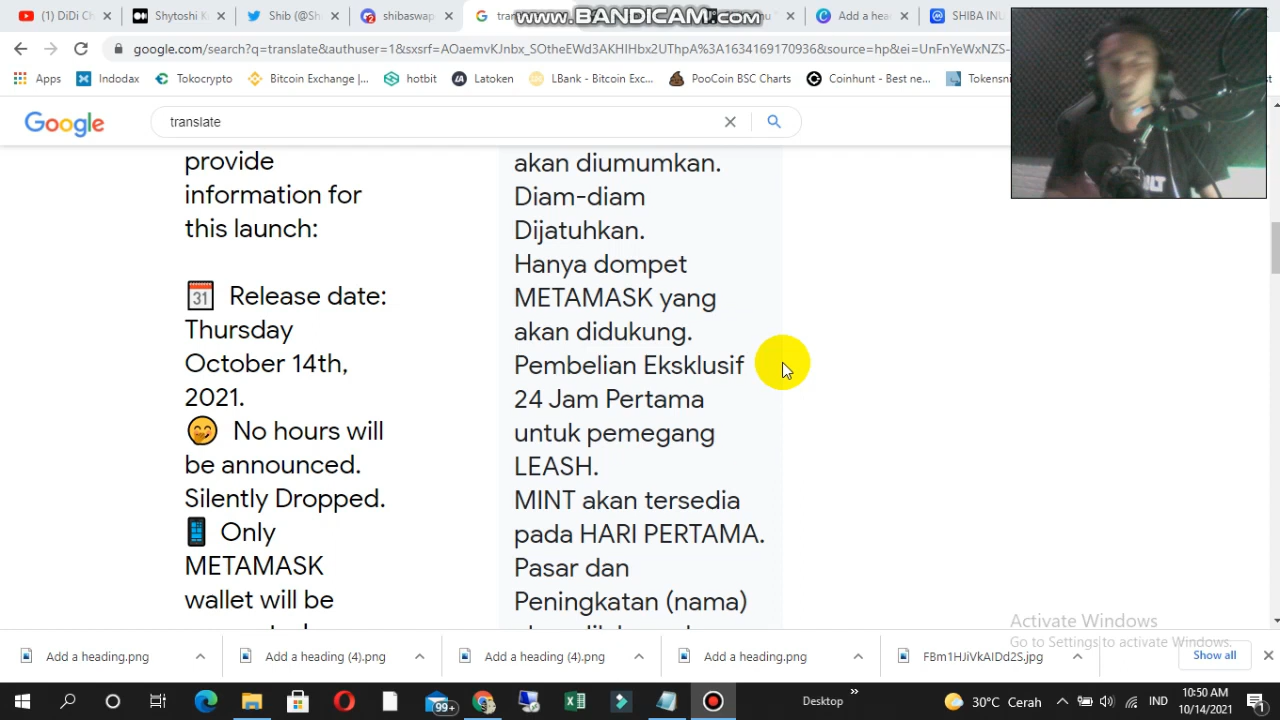 DiDi C
Shytoshi K
Shib (@Sh
shibaswap
www.BANDICAM.com
Add a hea
SHIBA INU
google.com/search?q=translate&authuser=1&sxsrf=AOaemvKJnbx_SOtheEWd3AKHIHbx2UThpA%3A1634169170936&source=hp&ei=UnFnYeWxNZS-
Apps
Indodax
Tokocrypto
Bitcoin Exchange |...
hotbit
Latoken
LBank - Bitcoin Exc...
PooCoin BSC Charts
Coinhunt - Best ne...
Tokensni
Google
translate
provide
information for
this launch:
31 Release date:
Thursday
October 14th,
2021.
No hours will
be announced.
Silently Dropped.
Only
METAMASK
wallet will be
akan diumumkan.
Diam-diam
Dijatuhkan.
Hanya dompet
METAMASK yang
akan didukung.
Pembelian Eksklusif
24 Jam Pertama
untuk pemegang
LEASH.
MINT akan tersedia
pada HARI PERTAMA.
Pasar dan
Peningkatan (nama)
Activate Windows
Go to Settings to activate Windows.
Add a heading.png
Add a heading (4).png
Add a heading (4).png
Add a heading.png
FBm1HJiVkAIDd2S.jpg
Show all
99+
Desktop
30°C Cerah
IND
10:50 AM
10/14/2021
1